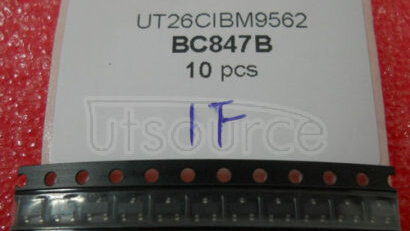 UT26CIBM9562
BC847B
10 pcs
1F
utsource